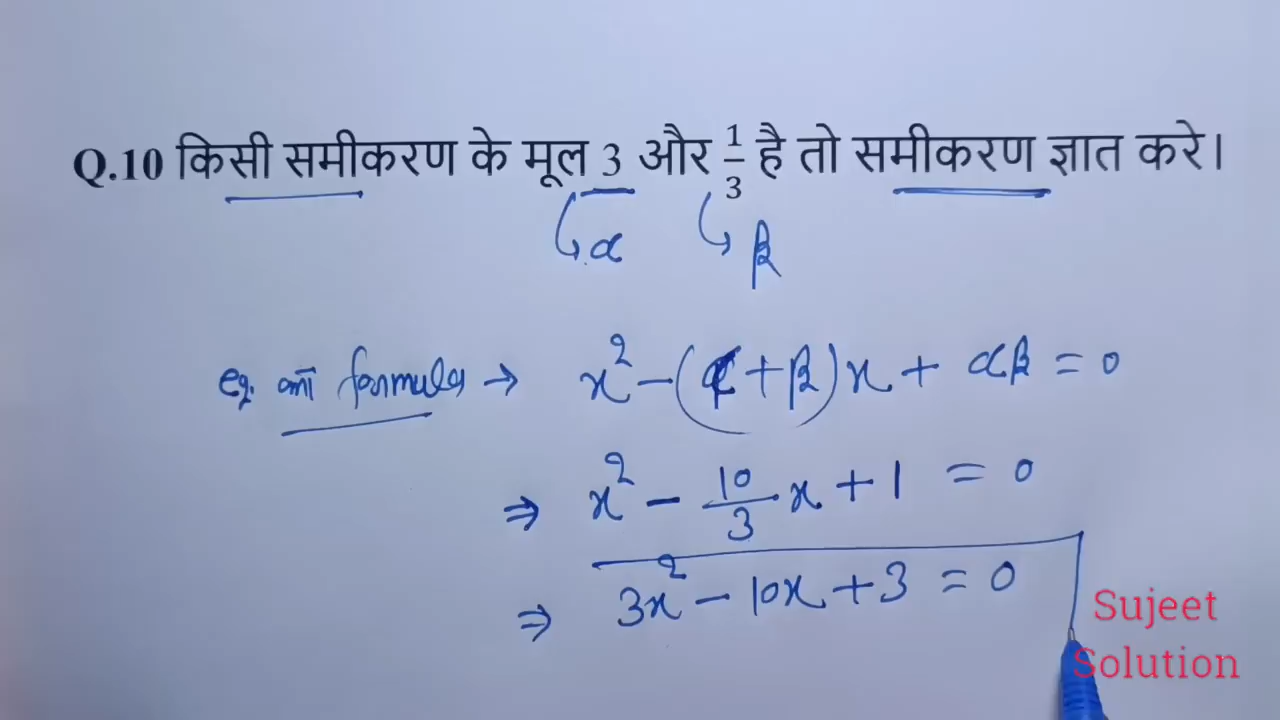 Q.10 किसी समीकरण के मूल 3 और 1/3 है तो समीकरण ज्ञात करे।
α β
eq. की formula → x² - (α + β)x + αβ = 0
⇒ x² - 10/3 x + 1 = 0
⇒ 3x² - 10x + 3 = 0
Sujeet
Solution